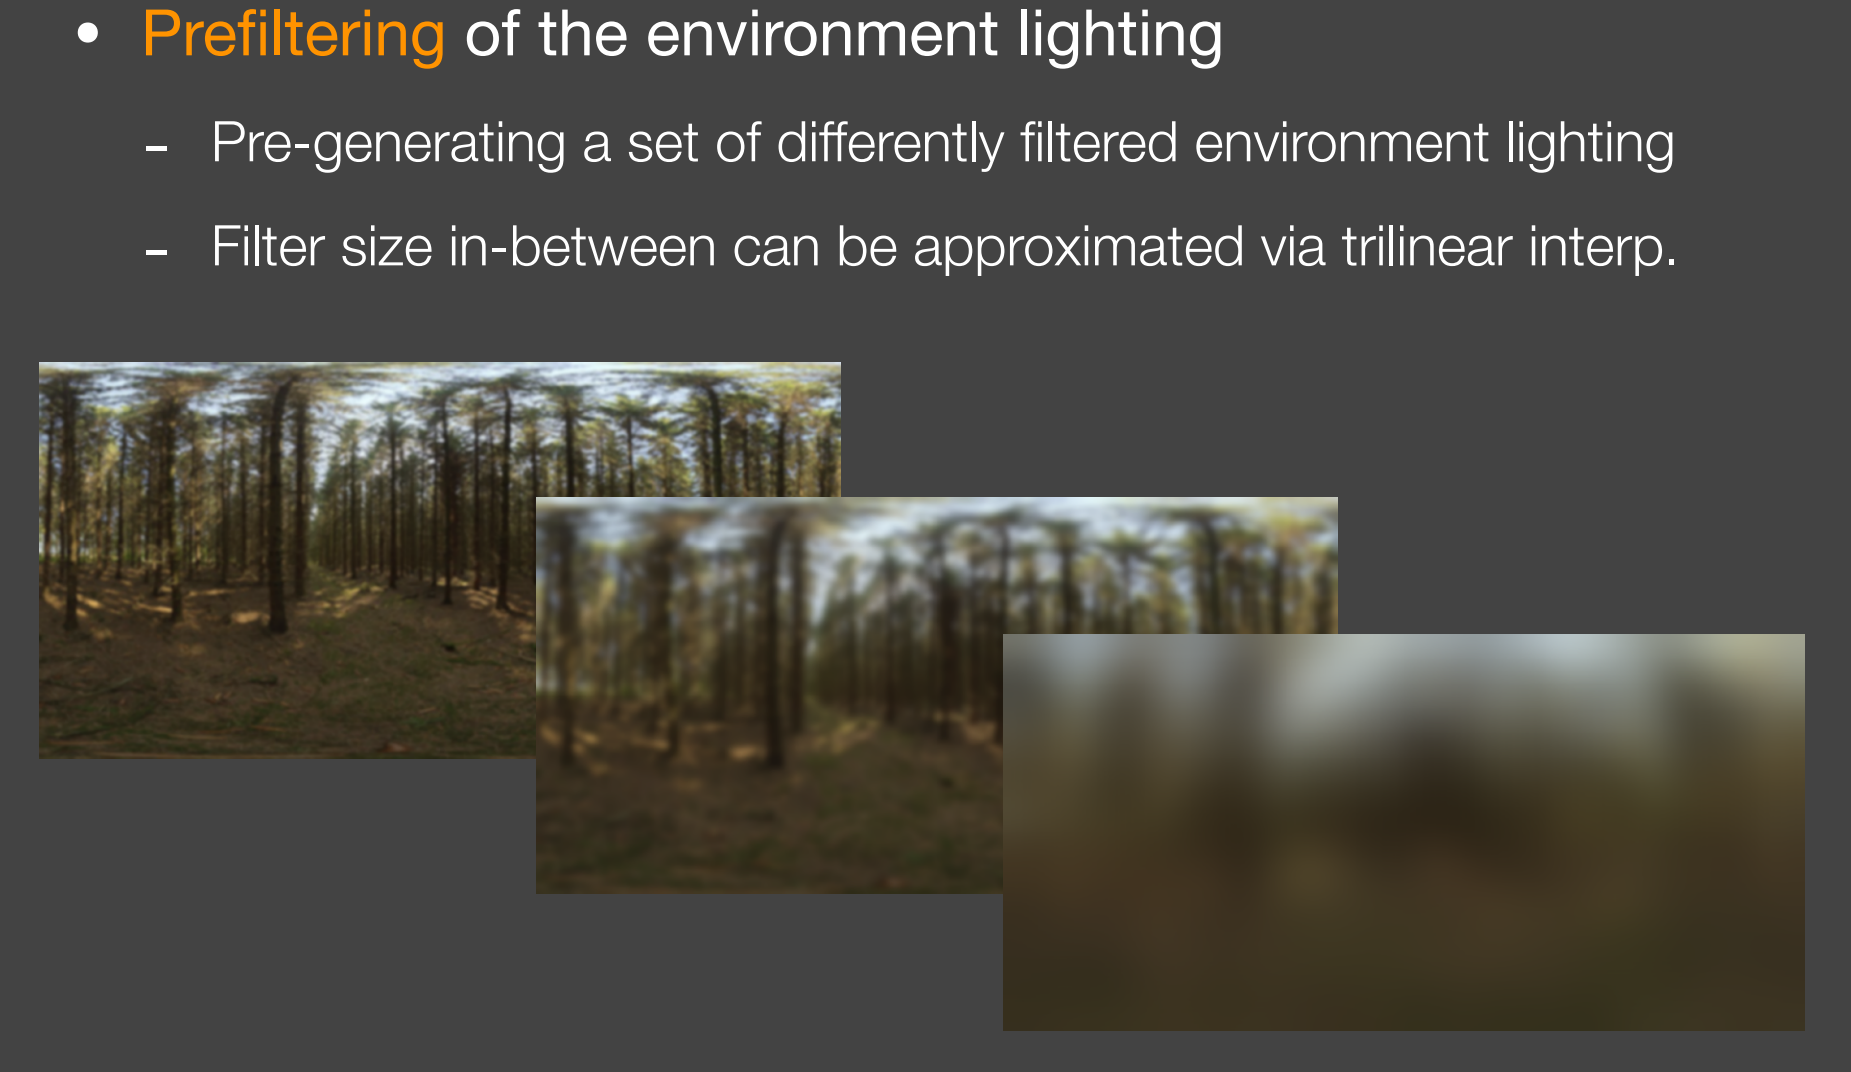 • Prefiltering of the environment lighting
- Pre-generating a set of differently filtered environment lighting
- Filter size in-between can be approximated via trilinear interp.